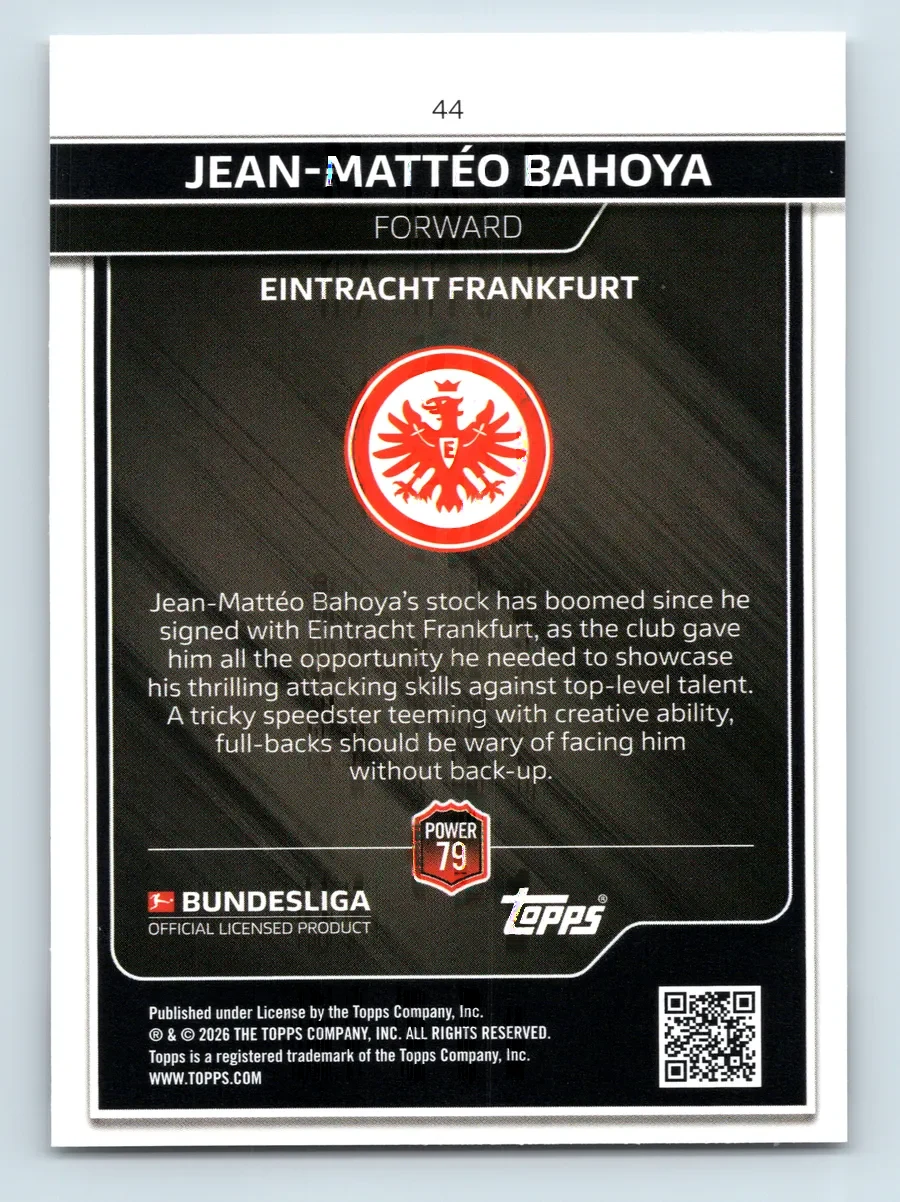 44
JEAN-MATTÉO BAHOYA
FORWARD
EINTRACHT FRANKFURT
E
Jean-Mattéo Bahoya's stock has boomed since he
signed with Eintracht Frankfurt, as the club gave
him all the opportunity he needed to showcase
his thrilling attacking skills against top-level talent.
A tricky speedster teeming with creative ability,
full-backs should be wary of facing him
without back-up.
POWER
79
BUNDESLIGA
OFFICIAL LICENSED PRODUCT
topps®
Published under License by the Topps Company, Inc.
® & © 2026 THE TOPPS COMPANY, INC. ALL RIGHTS RESERVED.
Topps is a registered trademark of the Topps Company, Inc.
WWW.TOPPS.COM